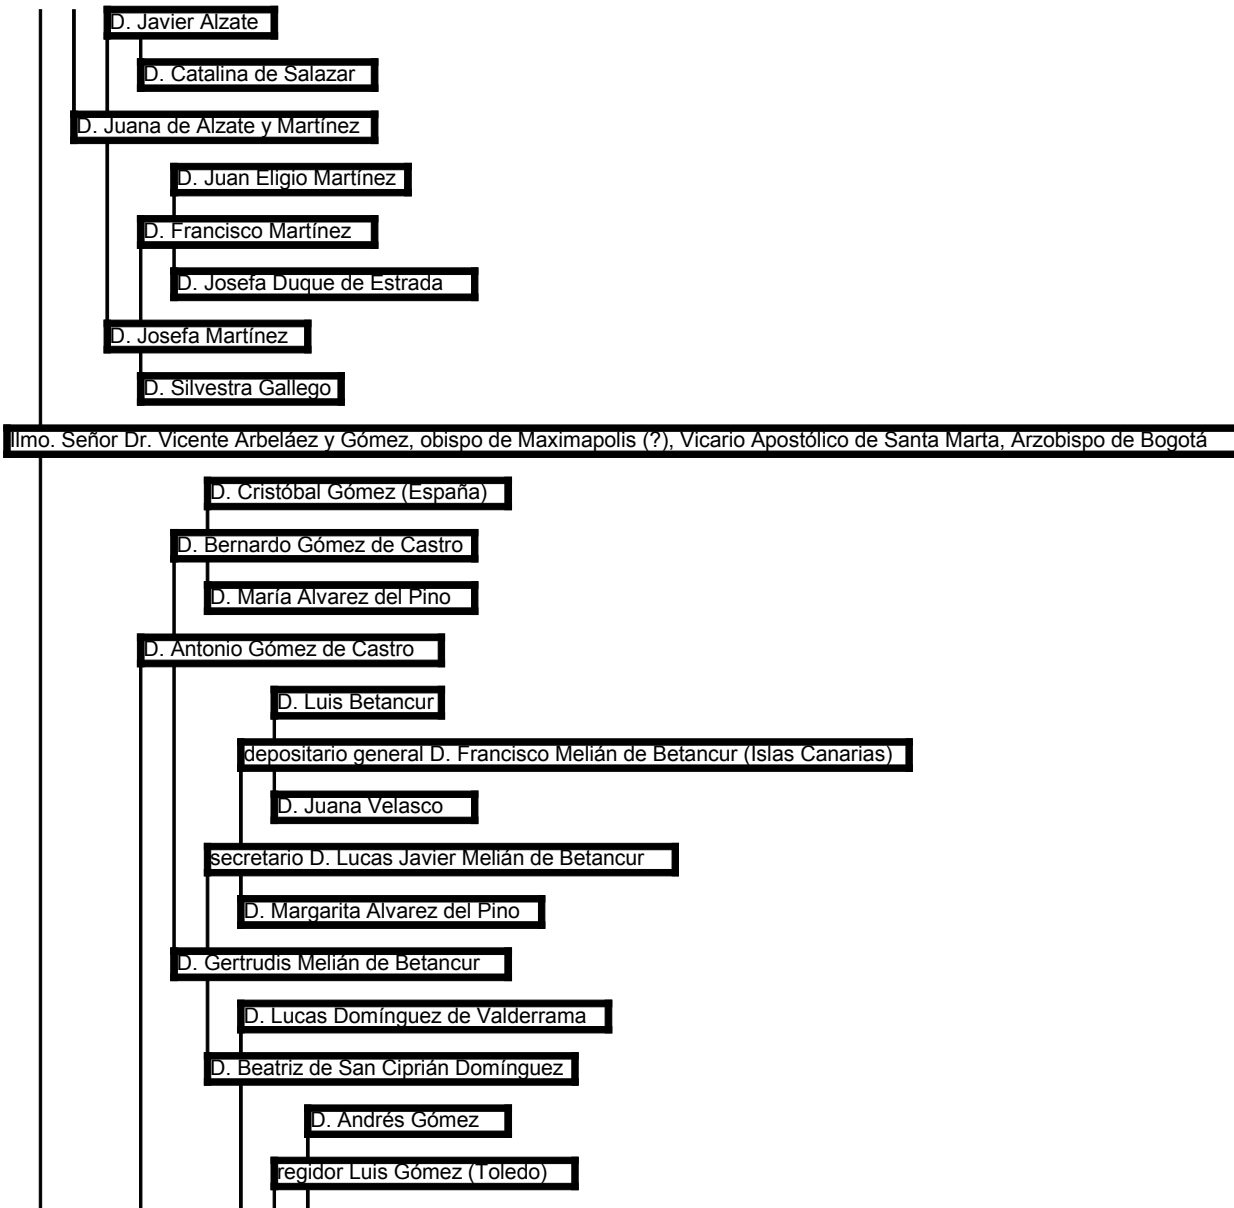 D. Javier Alzate
D. Catalina de Salazar
D. Juana de Alzate y Martínez
D. Juan Eligio Martínez
D. Francisco Martínez
D. Josefa Duque de Estrada
D. Josefa Martínez
D. Silvestra Gallego
Ilmo. Señor Dr. Vicente Arbeláez y Gómez, obispo de Maximapolis (?), Vicario Apostólico de Santa Marta, Arzobispo de Bogotá
D. Cristóbal Gómez (España)
D. Bernardo Gómez de Castro
D. María Alvarez del Pino
D. Antonio Gómez de Castro
D. Luis Betancur
depositario general D. Francisco Melián de Betancur (Islas Canarias)
D. Juana Velasco
secretario D. Lucas Javier Melián de Betancur
D. Margarita Alvarez del Pino
D. Gertrudis Melián de Betancur
D. Lucas Domínguez de Valderrama
D. Beatriz de San Ciprián Domínguez
D. Andrés Gómez
regidor Luis Gómez (Toledo)